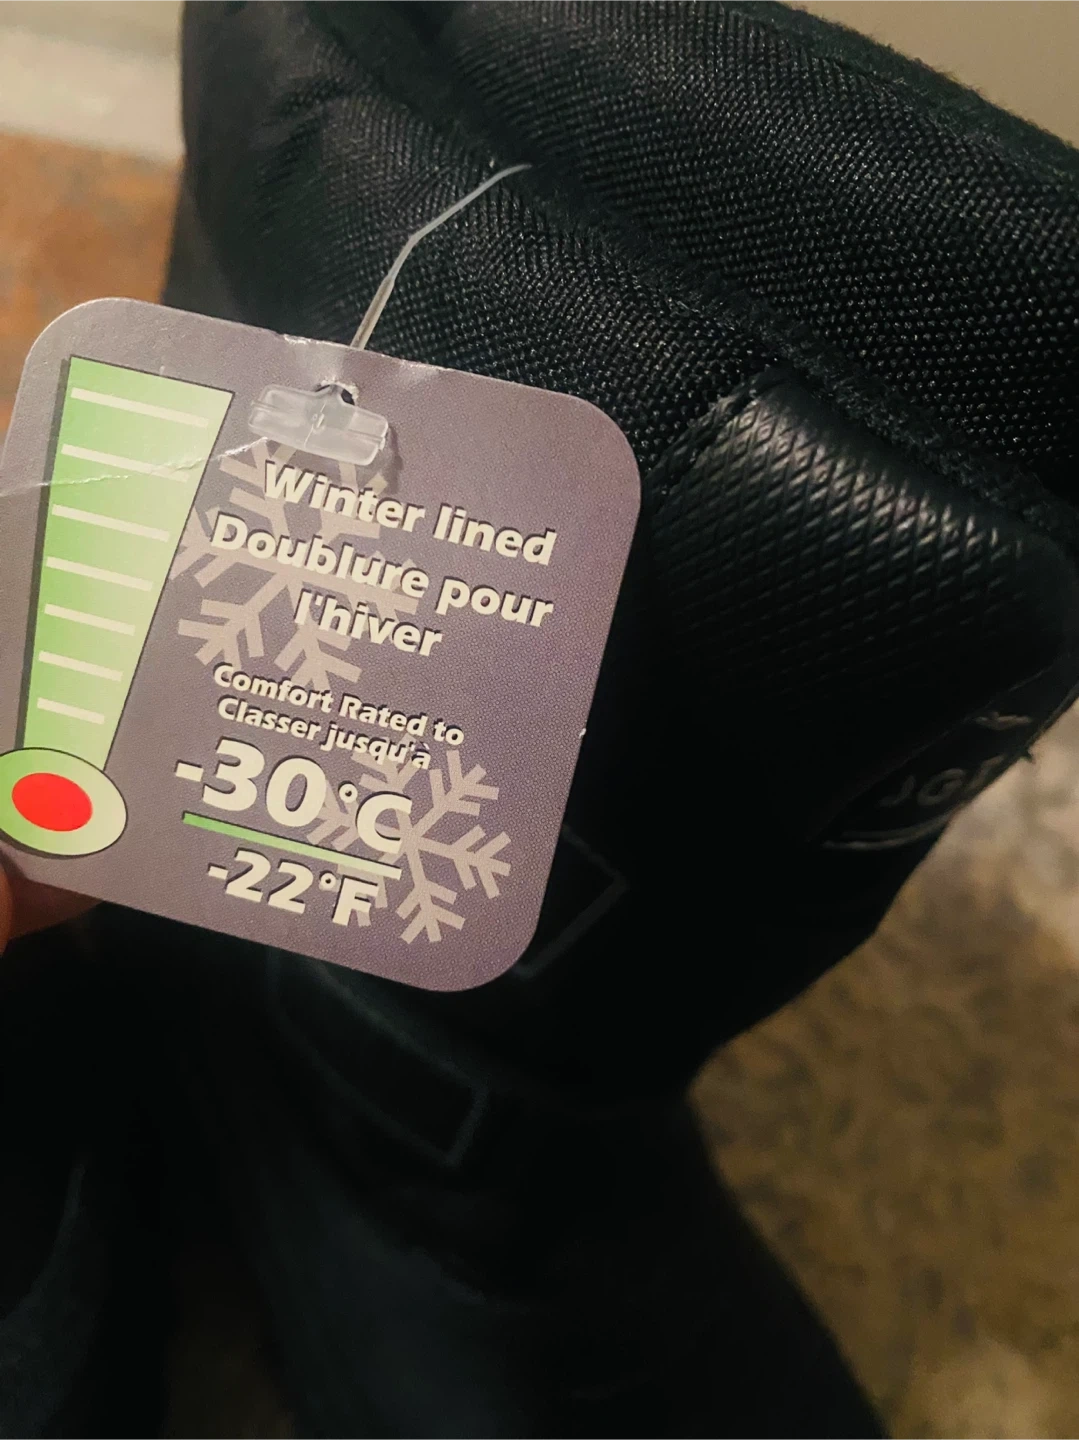 Winter lined
Doublure pour
l'hiver
Comfort Rated to
Classer jusqu'à
-30°C
-22°F